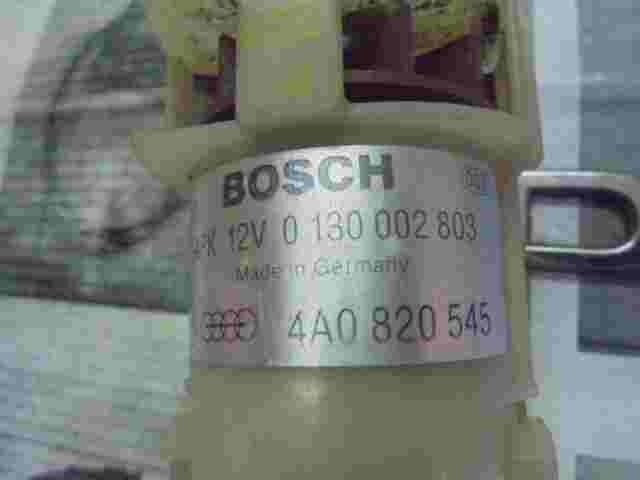 BOSCH
12V 0 130 002 803
Made in Germany
4A0 820 545